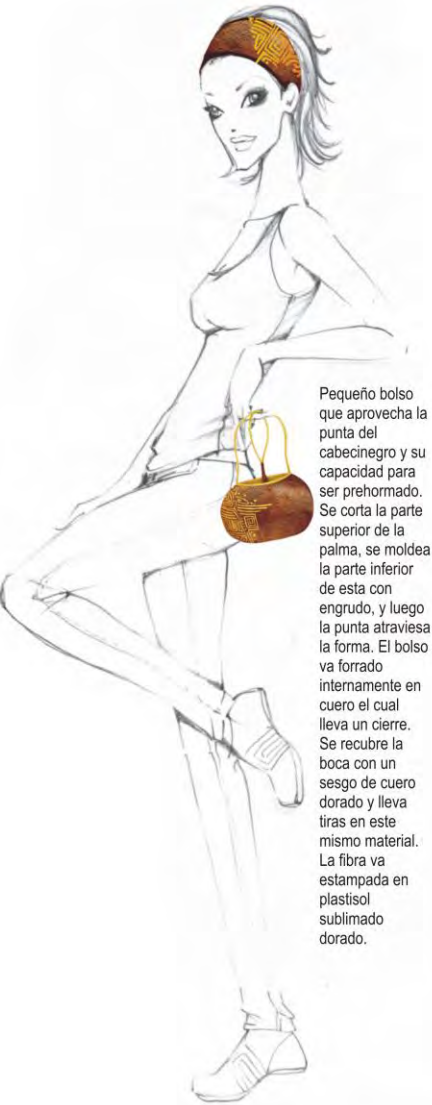 Pequeño bolso
que aprovecha la
punta del
cabecinegro y su
capacidad para
ser prehormado.
Se corta la parte
superior de la
palma, se moldea
la parte inferior
de esta con
engrudo, y luego
la punta atraviesa
la forma. El bolso
va forrado
internamente en
cuero el cual
lleva un cierre.
Se recubre la
boca con un
sesgo de cuero
dorado y lleva
tiras en este
mismo material.
La fibra va
estampada en
plastisol
sublimado
dorado.